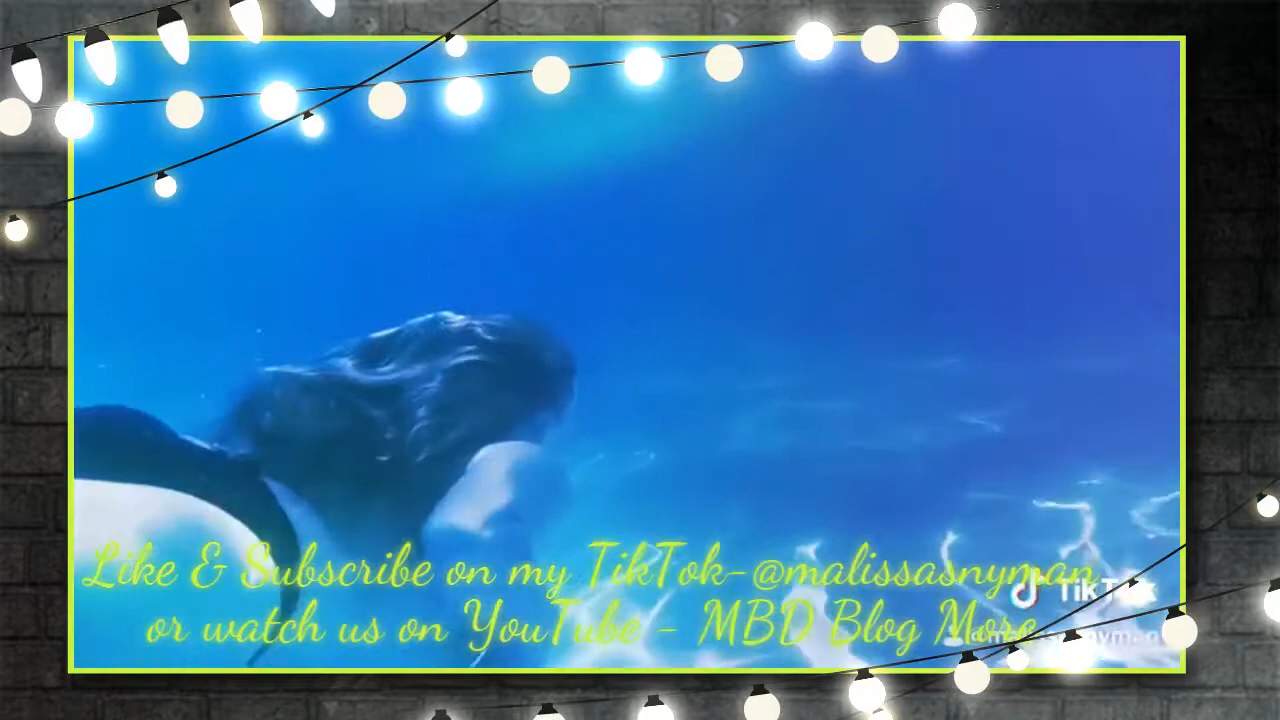 Like & Subscribe on my TikTok-@malissasnyman
or watch us on YouTube - MBD Blog More
TikTok